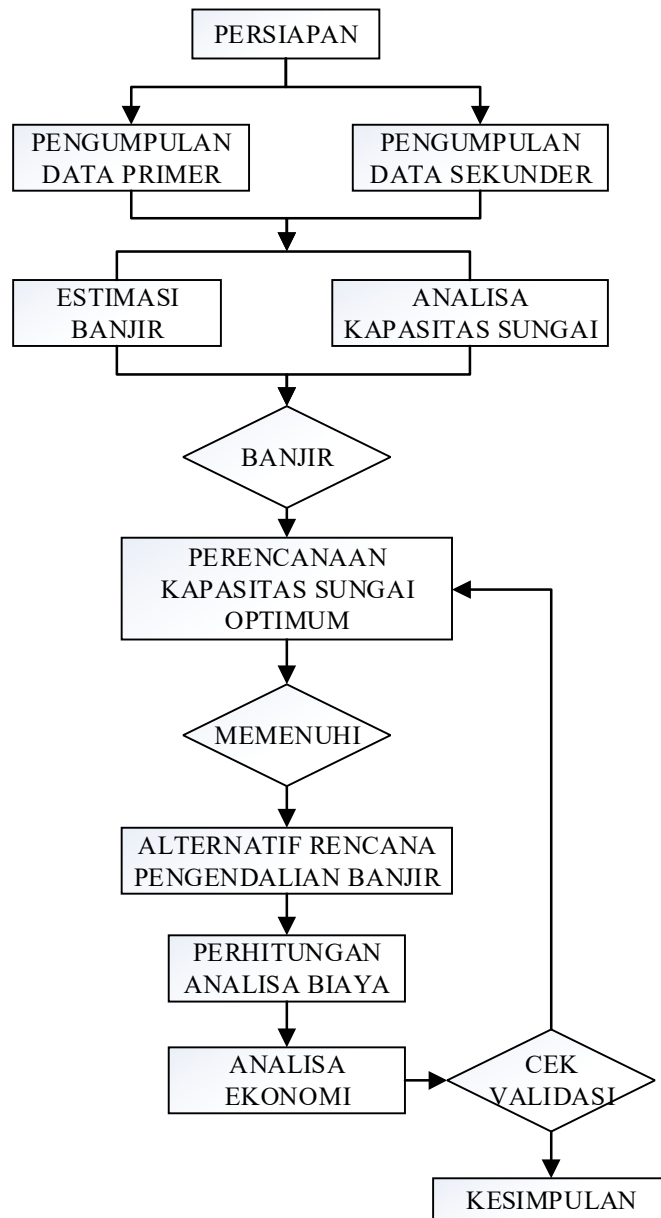 PERSIAPAN
PENGUMPULAN
DATA PRIMER
PENGUMPULAN
DATA SEKUNDER
ESTIMASI
BANJIR
ANALISA
KAPASITAS SUNGAI
BANJIR
PERENCANAAN
KAPASITAS SUNGAI
OPTIMUM
MEMENUHI
ALTERNATIF RENCANA
PENGENDALIAN BANJIR
PERHITUNGAN
ANALISA BIAYA
ANALISA
EKONOMI
CEK
VALIDASI
KESIMPULAN